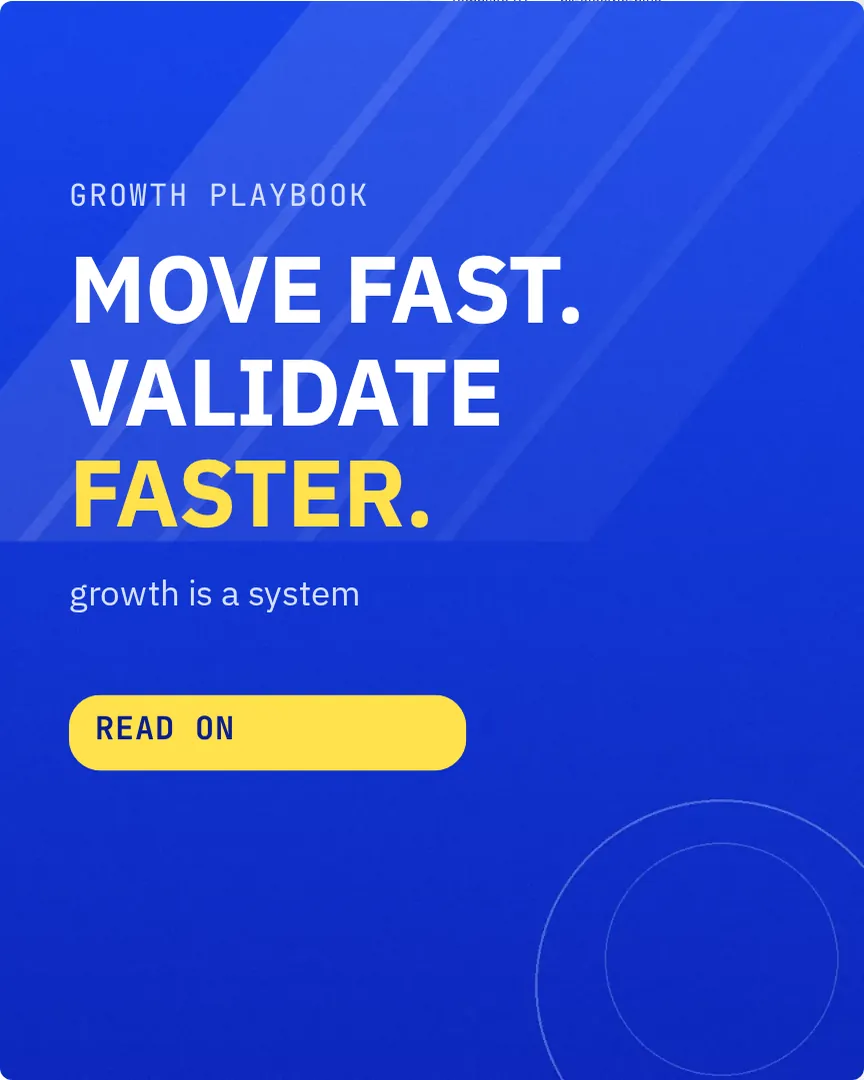 GROWTH PLAYBOOK
MOVE FAST.
VALIDATE
FASTER.
growth is a system
READ ON